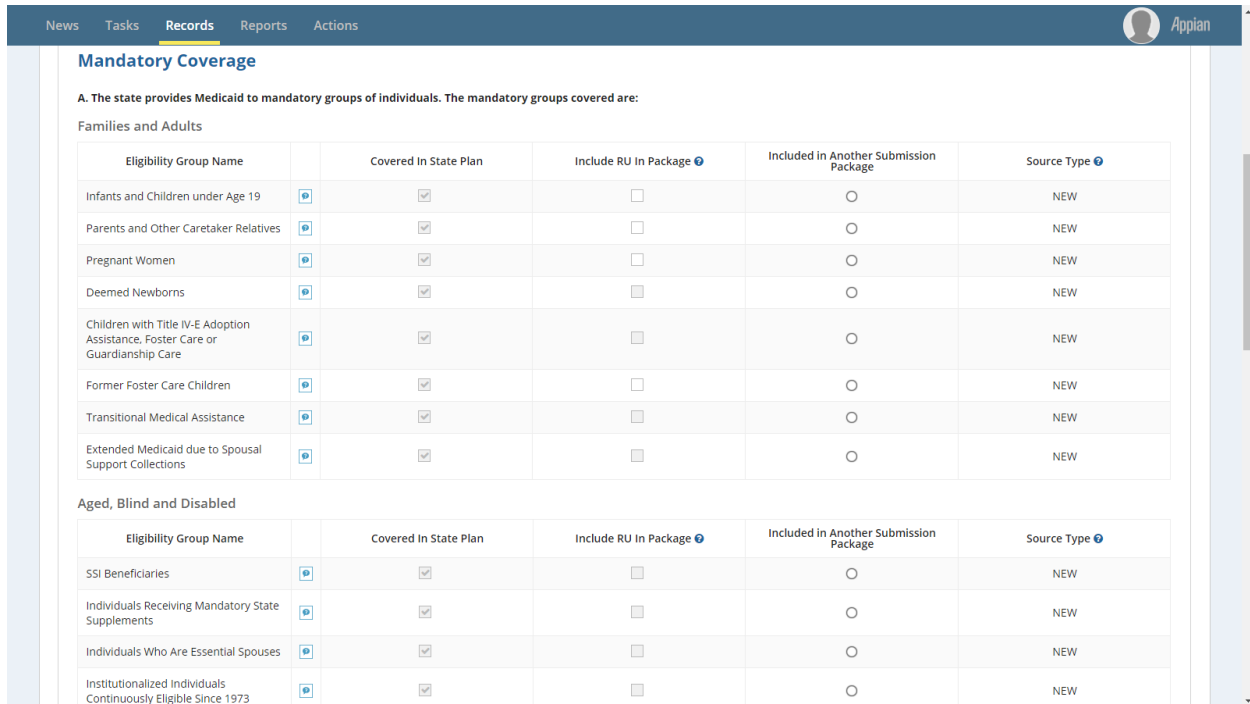 News Tasks Records Reports Actions Appian
Mandatory Coverage
A. The state provides Medicaid to mandatory groups of individuals. The mandatory groups covered are:
Families and Adults
Eligibility Group Name Covered In State Plan Include RU In Package ? Included in Another Submission Package Source Type ?
Infants and Children under Age 19 NEW
Parents and Other Caretaker Relatives NEW
Pregnant Women NEW
Deemed Newborns NEW
Children with Title IV-E Adoption
Assistance, Foster Care or NEW
Guardianship Care
Former Foster Care Children NEW
Transitional Medical Assistance NEW
Extended Medicaid due to Spousal
Support Collections NEW
Aged, Blind and Disabled
Eligibility Group Name Covered In State Plan Include RU In Package ? Included in Another Submission Package Source Type ?
SSI Beneficiaries NEW
Individuals Receiving Mandatory State
Supplements NEW
Individuals Who Are Essential Spouses NEW
Institutionalized Individuals
Continuously Eligible Since 1973 NEW